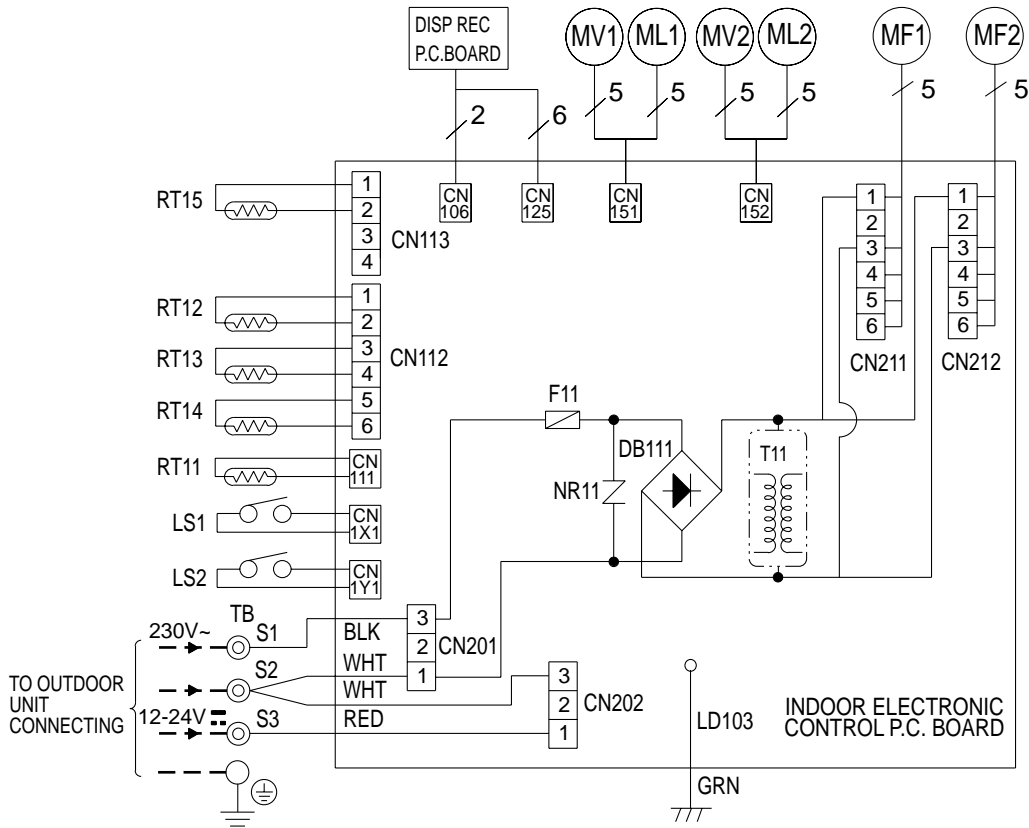 DISP REC
P.C.BOARD
MV1 ML1 MV2 ML2 MF1 MF2
2 6 5 5 5 5 5 5
RT15
1
2
3
4
CN113
CN
106
CN
125
CN
151
CN
152
1
2
3
4
5
6
CN211
1
2
3
4
5
6
CN212
RT12
RT13
RT14
1
2
3
4
5
6
CN112
RT11
CN
111
LS1
CN
1X1
LS2
CN
1Y1
F11
NR11
DB111
T11
TB
230V~ S1 BLK
S2 WHT
WHT
12-24V S3 RED
TO OUTDOOR
UNIT
CONNECTING
3
2
1
CN201
3
2
1
CN202
LD103
GRN
INDOOR ELECTRONIC
CONTROL P.C. BOARD